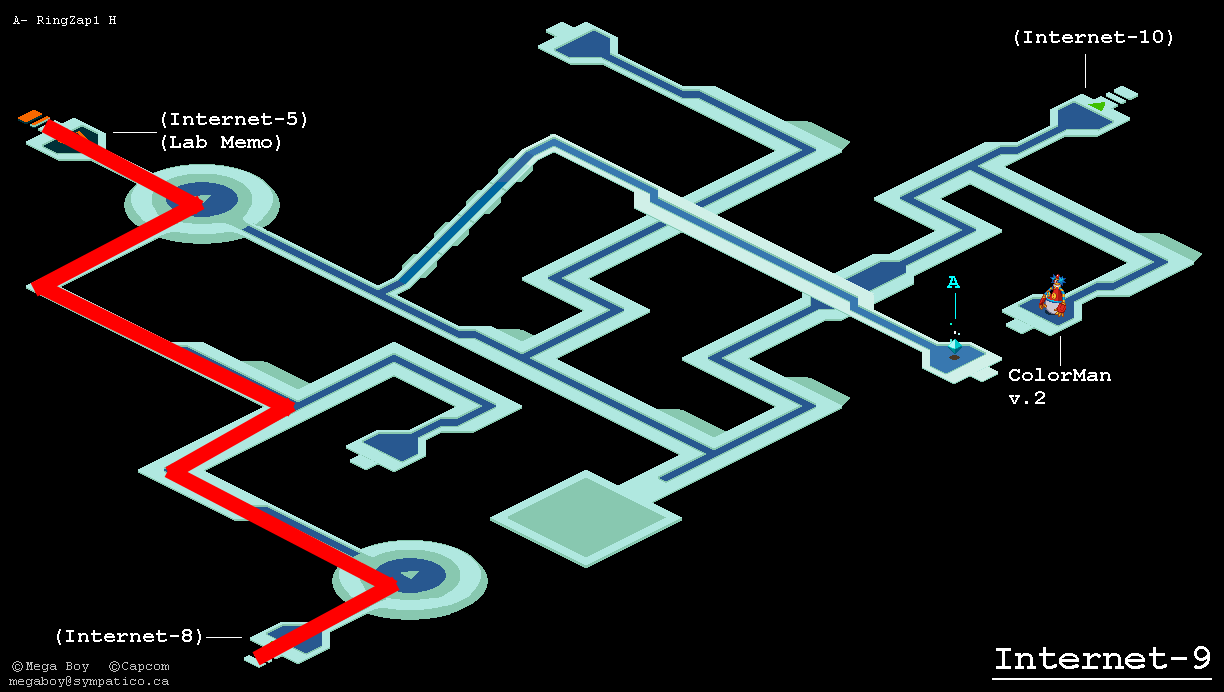 A- RingZap1 H
(Internet-10)
(Internet-5)
(Lab Memo)
A
ColorMan
v.2
(Internet-8)
Internet-9
©Mega Boy ©Capcom
megaboy@sympatico.ca